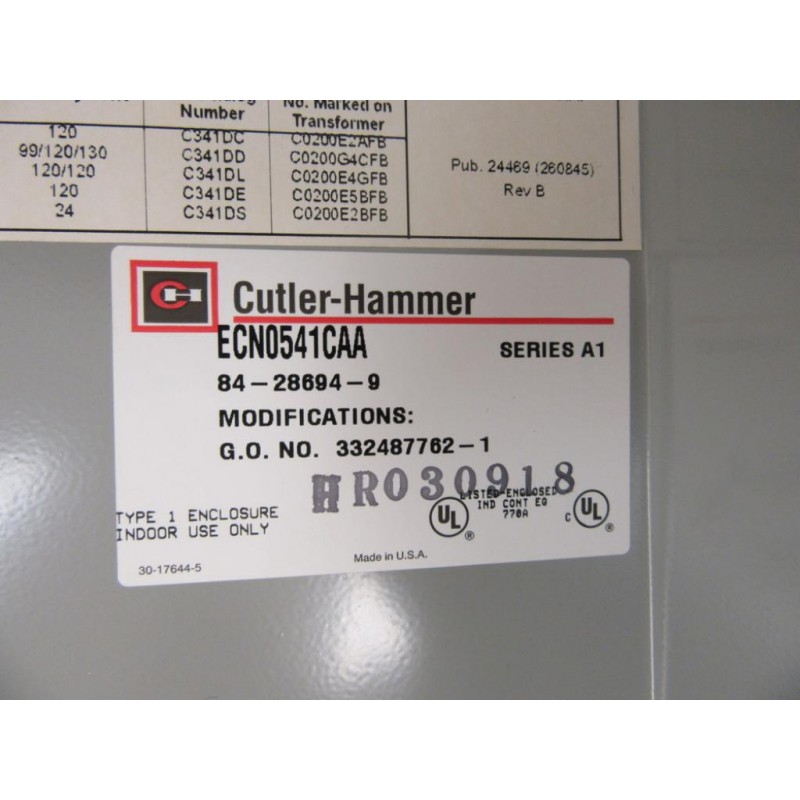 Number
No. Marked on
Transformer
120 C341DC C0200E2AFB
99/120/130 C341DD C0200G4CFB
120/120 C341DL C0200E4GFB
120 C341DE C0200E5BFB
24 C341DS C0200E2BFB
Pub. 24469 (260845)
Rev B
CH Cutler-Hammer
ECN0541CAA SERIES A1
84-28694-9
MODIFICATIONS:
G.O. NO. 332487762-1
HR030918
TYPE 1 ENCLOSURE
INDOOR USE ONLY
UL ®
LISTED ENCLOSED
IND CONT EQ
770A
c UL ®
Made in U.S.A.
30-17644-5